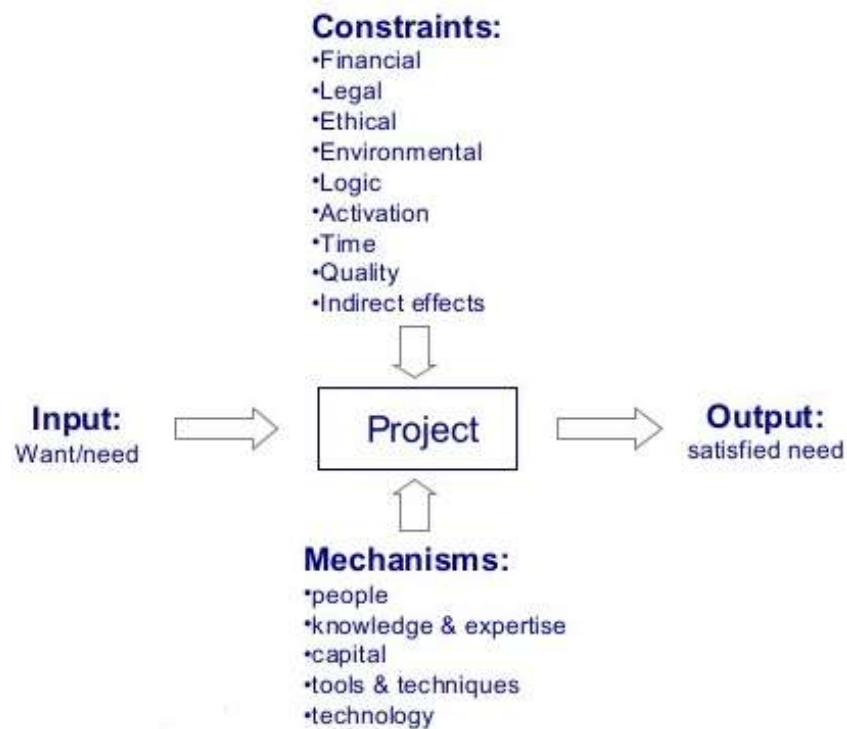 Constraints:
•Financial
•Legal
•Ethical
•Environmental
•Logic
•Activation
•Time
•Quality
•Indirect effects
Input:
Want/need
Project
Output:
satisfied need
Mechanisms:
•people
•knowledge & expertise
•capital
•tools & techniques
•technology